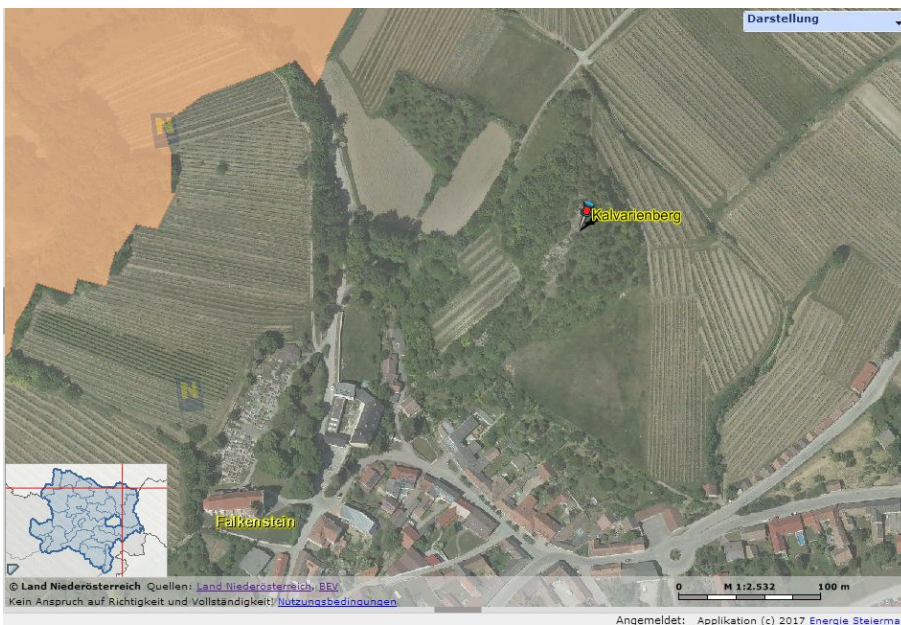 Darstellung
Kalvarienberg
Falkenstein
© Land Niederösterreich Quellen: Land Niederösterreich, BEV
Kein Anspruch auf Richtigkeit und Vollständigkeit! Nutzungsbedingungen
0 M 1:2.532 100 m
Angemeldet: Applikation (c) 2017 Energie Steierma